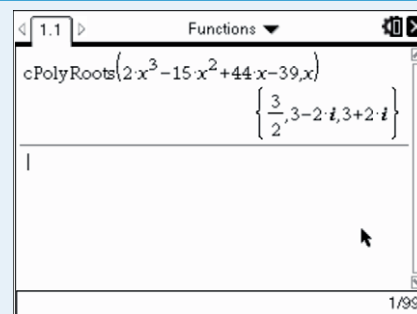 1.1 Functions
cPolyRoots(2·x³−15·x²+44·x−39,x)
{3/2,3−2·i,3+2·i}
1/99